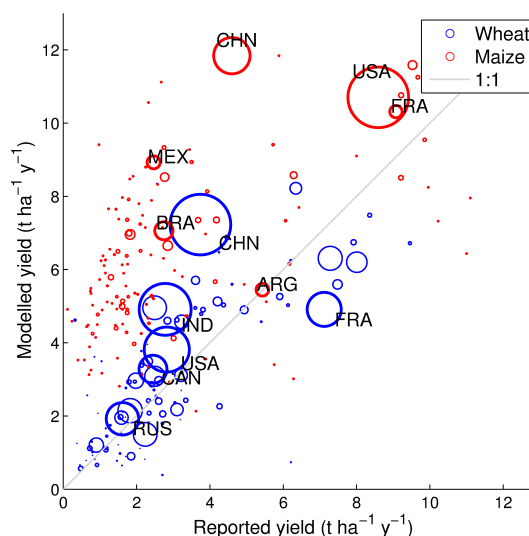 CHN
USA
FRA
MEX
BRA
CHN
ARG
IND
FRA
USA
CAN
RUS
Wheat
Maize
1:1
Modelled yield (t ha⁻¹ y⁻¹)
12
10
8
6
4
2
0
0 2 4 6 8 10 12
Reported yield (t ha⁻¹ y⁻¹)